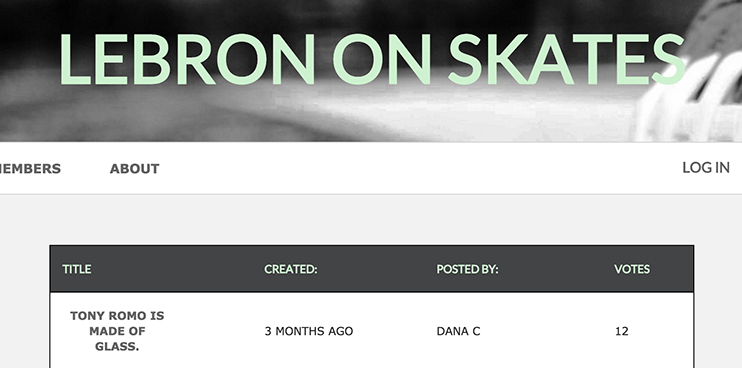 LEBRON ON SKATES
MEMBERS ABOUT LOG IN
TITLE CREATED: POSTED BY: VOTES
TONY ROMO IS
MADE OF
GLASS.
3 MONTHS AGO DANA C 12